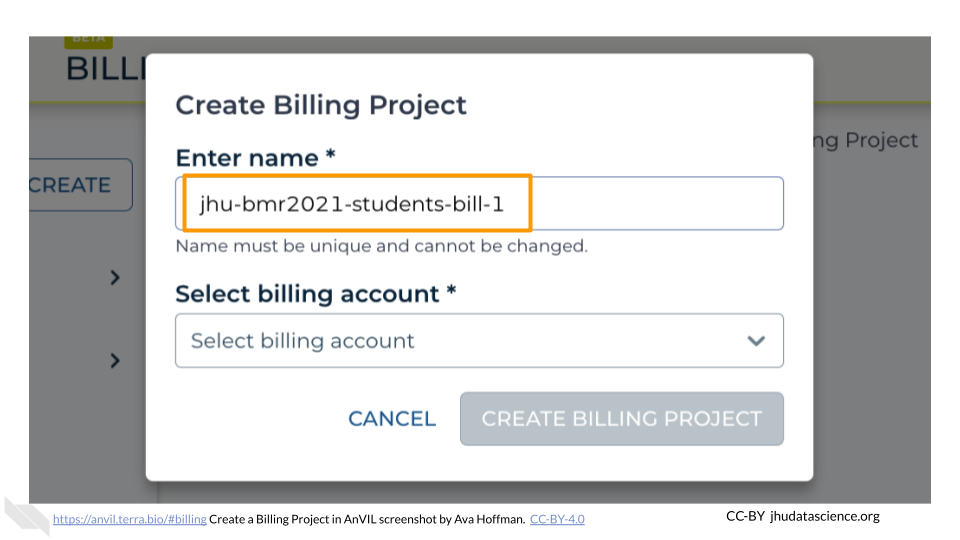 BETA
BILLI
Create Billing Project
ng Project
Enter name *
CREATE
jhu-bmr2021-students-bill-1
Name must be unique and cannot be changed.
Select billing account *
Select billing account
CANCEL
CREATE BILLING PROJECT
https://anvil.terra.bio/#billing Create a Billing Project in AnVIL screenshot by Ava Hoffman. CC-BY-4.0
CC-BY jhudatascience.org